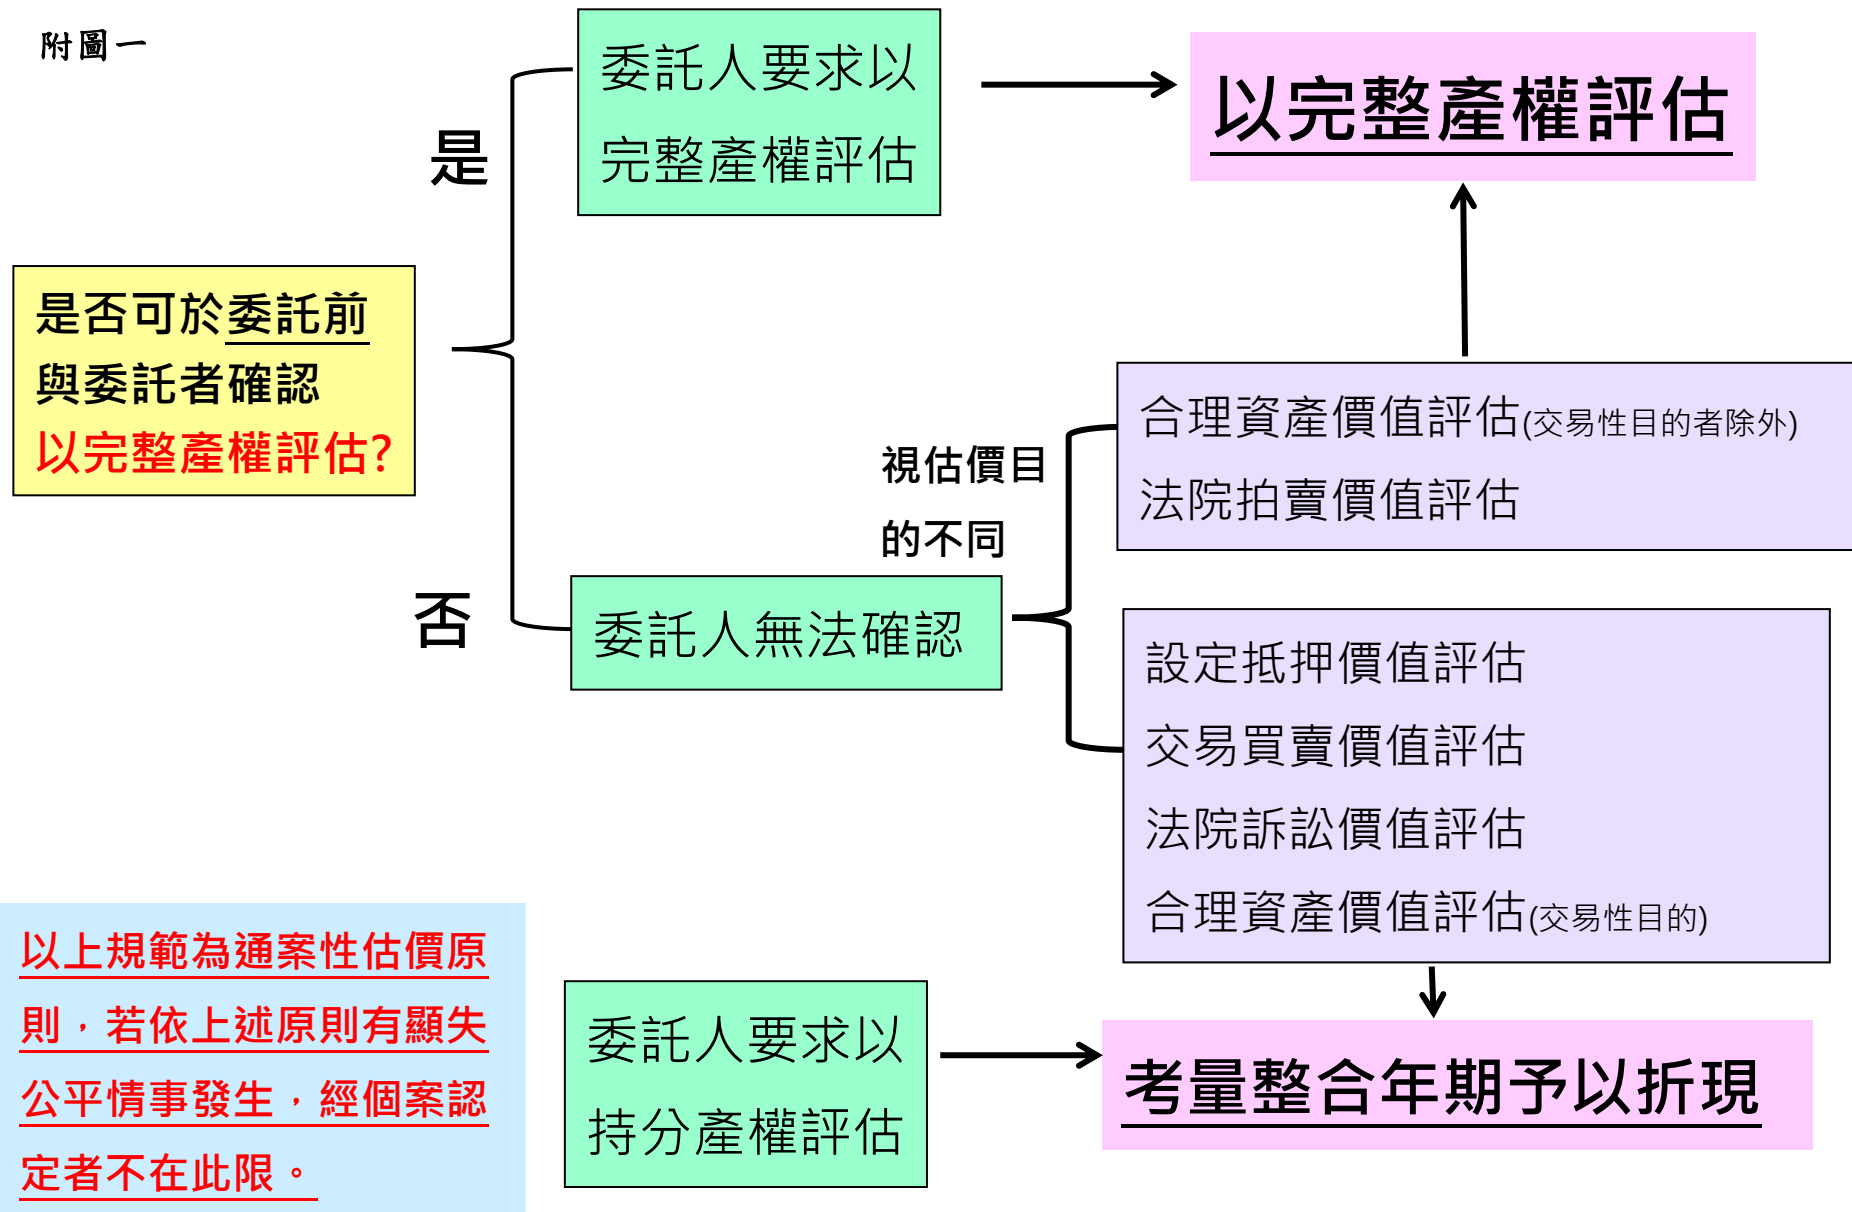 附圖一
委託人要求以
完整產權評估
以完整產權評估
是
是否可於委託前
與委託者確認
以完整產權評估?
合理資產價值評估(交易性目的者除外)
法院拍賣價值評估
視估價目
的不同
否
委託人無法確認
設定抵押價值評估
交易買賣價值評估
法院訴訟價值評估
合理資產價值評估(交易性目的)
以上規範為通案性估價原
則，若依上述原則有顯失
公平情事發生，經個案認
定者不在此限。
委託人要求以
持分產權評估
考量整合年期予以折現